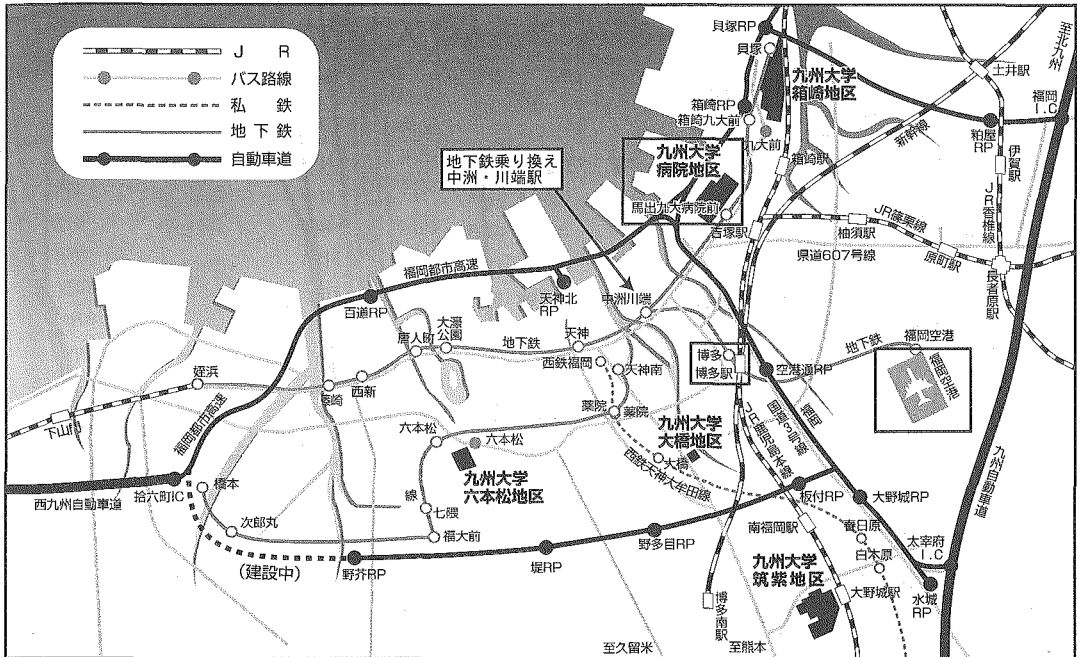 J R
バス路線
私 鉄
地下鉄
自動車道
貝塚RP
貝塚
九州大学
箱崎地区
箱崎RP
箱崎九大前
九大前
箱崎駅
土井駅
至北九州
福岡
I.C
粕屋
RP
新幹線
伊賀駅
JR香椎線
九州大学
病院地区
馬出九大病院前
吉塚駅
地下鉄乗り換え
中洲・川端駅
JR篠栗線
柚須駅
原町駅
県道607号線
長者原駅
福岡都市高速
天神北
RP
中洲川端
百道RP
大濠
公園
唐人町
地下鉄
天神
西鉄福岡
天神南
博多
博多駅
空港通RP
地下鉄
福岡空港
福岡空港
姪浜
西新
藤崎
下山門
福岡都市高速
薬院
薬院
六本松
六本松
九州大学
六本松地区
九州大学
大橋地区
大橋
西鉄天神大牟田線
JR鹿児島本線
国道3号線
福岡
九州自動車道
西九州自動車道
拾六町IC
橋本
次郎丸
線
七隈
福大前
(建設中)
野芥RP
堤RP
野多目RP
板付RP
大野城RP
南福岡駅
春日原
白木原
太宰府
I.C
水城
RP
九州大学
筑紫地区
大野城駅
博多南駅
至久留米
至熊本